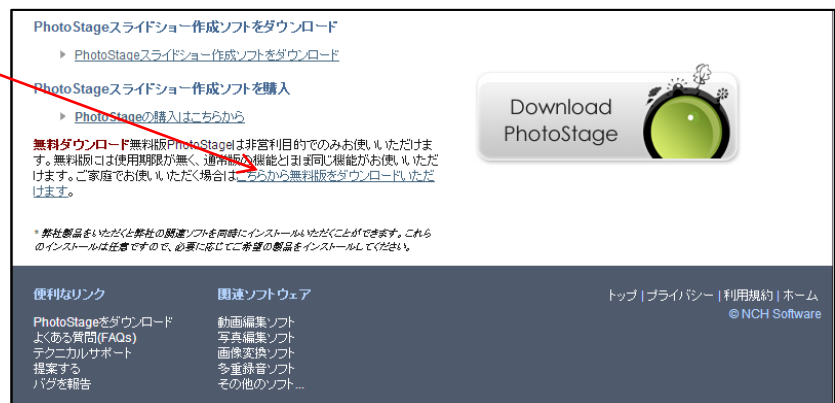 PhotoStageスライドショー作成ソフトをダウンロード
PhotoStageスライドショー作成ソフトをダウンロード
PhotoStageスライドショー作成ソフトを購入
PhotoStageの購入はこちらから
無料ダウンロード無料版PhotoStageは非営利目的でのみお使いいただけま
す。無料版には使用期限が無く、通常版の機能とほぼ同じ機能がお使いいただ
けます。ご家庭でお使いいただく場合はこちらから無料版をダウンロードいただ
けます。
* 弊社製品をいただくと弊社の関連ソフトを同時にインストールいただくことができます。これら
のインストールは任意ですので、必要に応じてご希望の製品をインストールしてください。
Download
PhotoStage
便利なリンク
PhotoStageをダウンロード
よくある質問(FAQs)
テクニカルサポート
提案する
バグを報告
関連ソフトウェア
動画編集ソフト
写真編集ソフト
画像変換ソフト
多重録音ソフト
その他のソフト...
トップ | プライバシー | 利用規約 | ホーム
© NCH Software